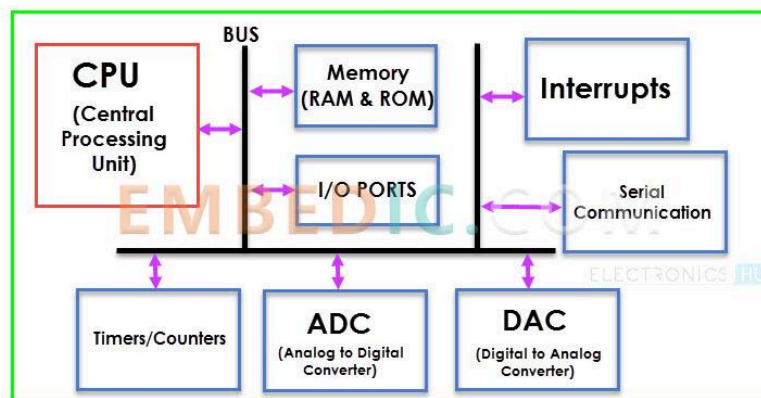 BUS
CPU
(Central
Processing
Unit)
Memory
(RAM & ROM)
I/O PORTS
Interrupts
Serial
Communication
EMBEDIC.COM
ELECTRONICS HU
Timers/Counters
ADC
(Analog to Digital
Converter)
DAC
(Digital to Analog
Converter)